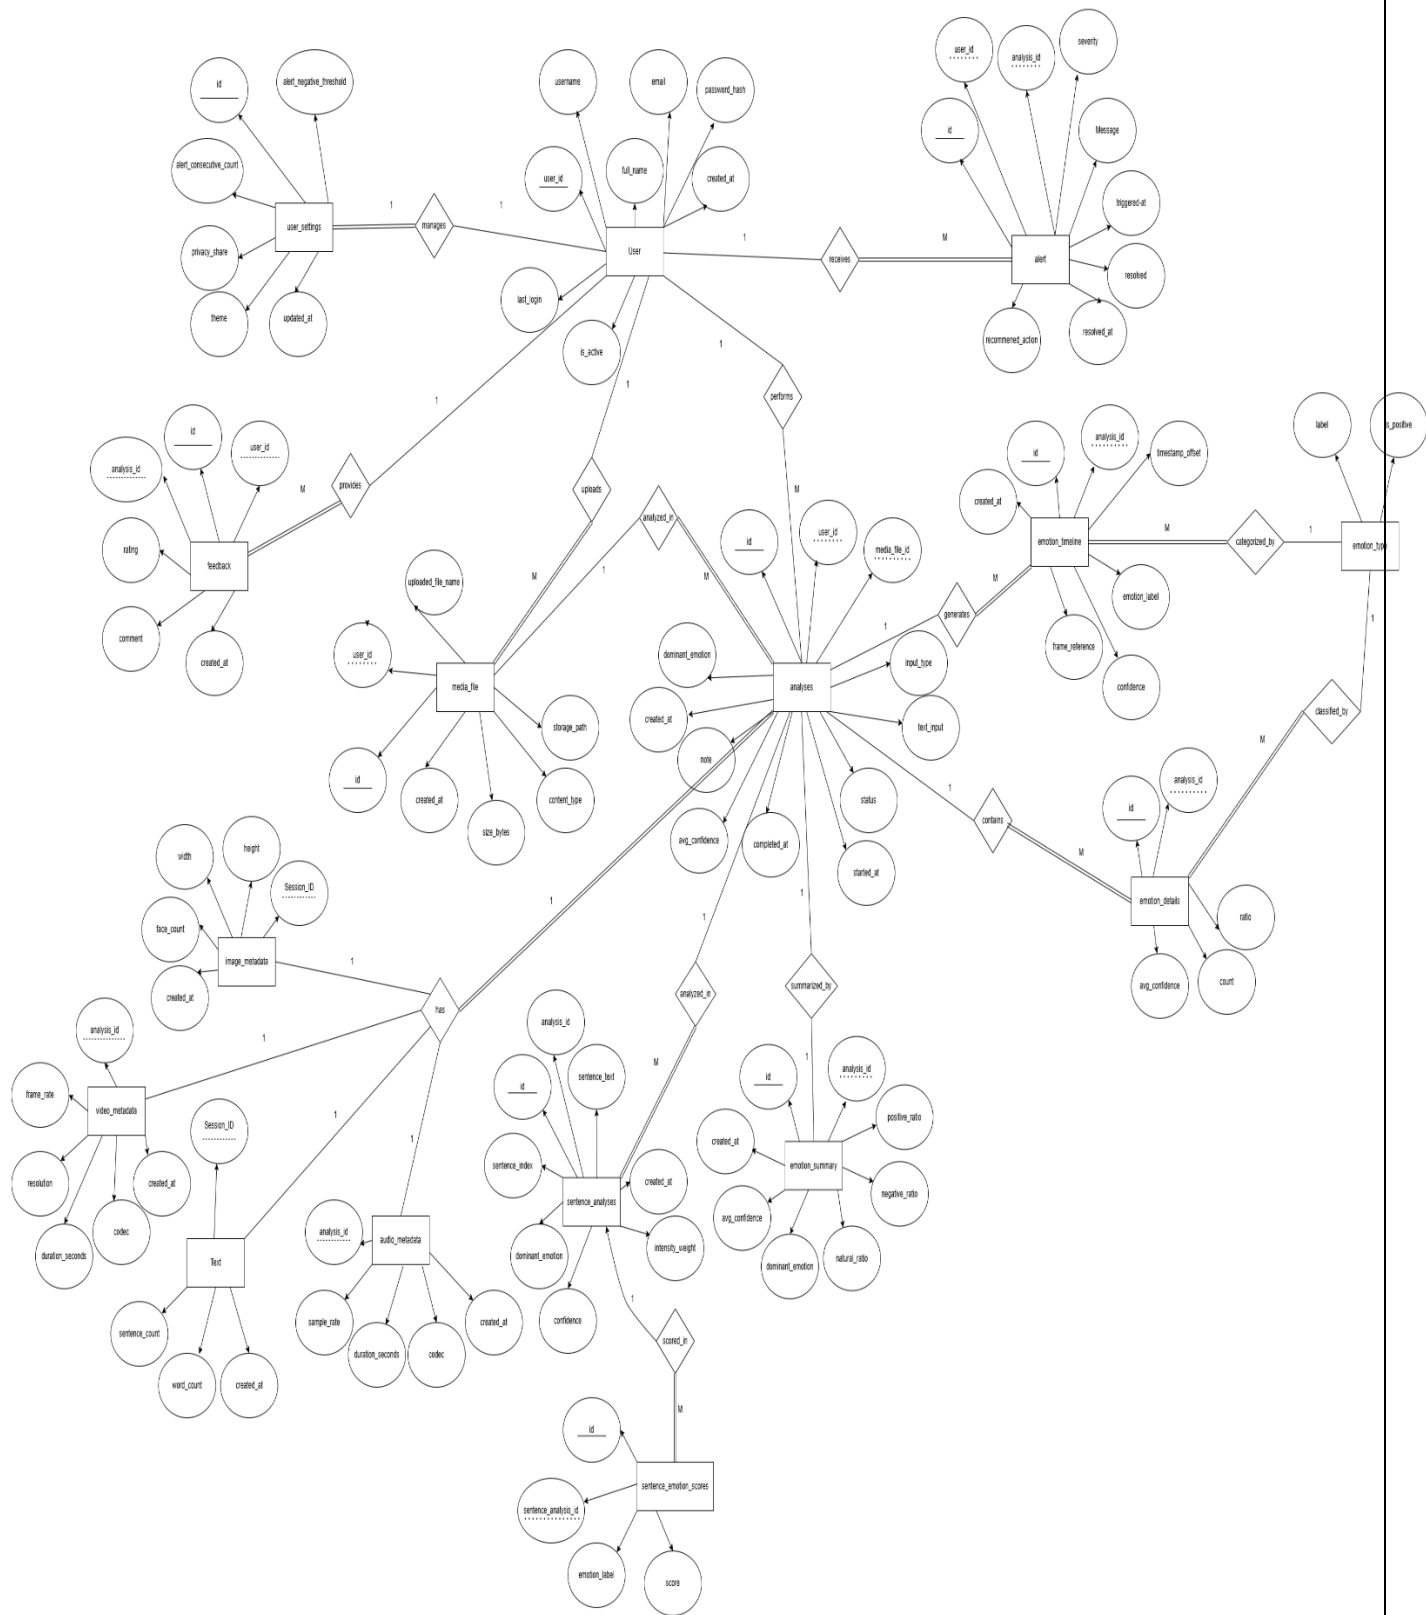 user_id
analysis_id
severity
id
alert_negative_threshold
username
email
password_hash
id
Message
alert_consecutive_count
user_id
full_name
created_at
triggered-at
1
1
user_settings
manages
privacy_share
User
1
receives
M
alert
resolved
theme
updated_at
last_login
is_active
recommened_action
resolved_at
1
performs
1
1
label
is_positive
id
user_id
analysis_id
id
analysis_id
timestamp_offset
created_at
M
provides
uploads
analyzed_in
M
id
user_id
media_file_id
emotion_timeline
M
categorized_by
1
emotion_type
rating
feedback
uploaded_file_name
M
1
M
M
generates
1
emotion_label
1
comment
created_at
user_id
dominant_emotion
input_type
frame_reference
confidence
media_file
analyses
storage_path
created_at
text_input
classified_by
M
id
note
created_at
content_type
size_bytes
status
avg_confidence
completed_at
started_at
1
contains
M
id
analysis_id
width
height
Session_ID
1
1
1
emotion_details
ratio
face_count
image_metadata
1
created_at
has
analyzed_in
summarized_by
avg_confidence
count
analysis_id
1
analysis_id
M
1
frame_rate
video_metadata
id
sentence_text
id
analysis_id
Session_ID
1
1
created_at
positive_ratio
resolution
created_at
sentence_index
sentence_analyses
created_at
emotion_summary
negative_ratio
codec
duration_seconds
Text
analysis_id
audio_metadata
dominant_emotion
intensity_weight
avg_confidence
dominant_emotion
natural_ratio
sentence_count
sample_rate
created_at
confidence
1
duration_seconds
codec
scored_in
word_count
created_at
M
id
sentence_emotion_scores
sentence_analysis_id
emotion_label
score